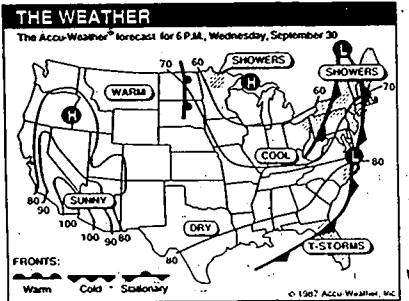 THE WEATHER
The Accu-Weather® forecast for 6 P.M., Wednesday, September 30
70 60 SHOWERS L
SHOWERS
WARM H 60 70
H
COOL
L 80
SUNNY
80
90 DRY
100 100 90 80 T-STORMS
80
FRONTS:
Warm Cold Stationary
© 1987 Accu-Weather, Inc.